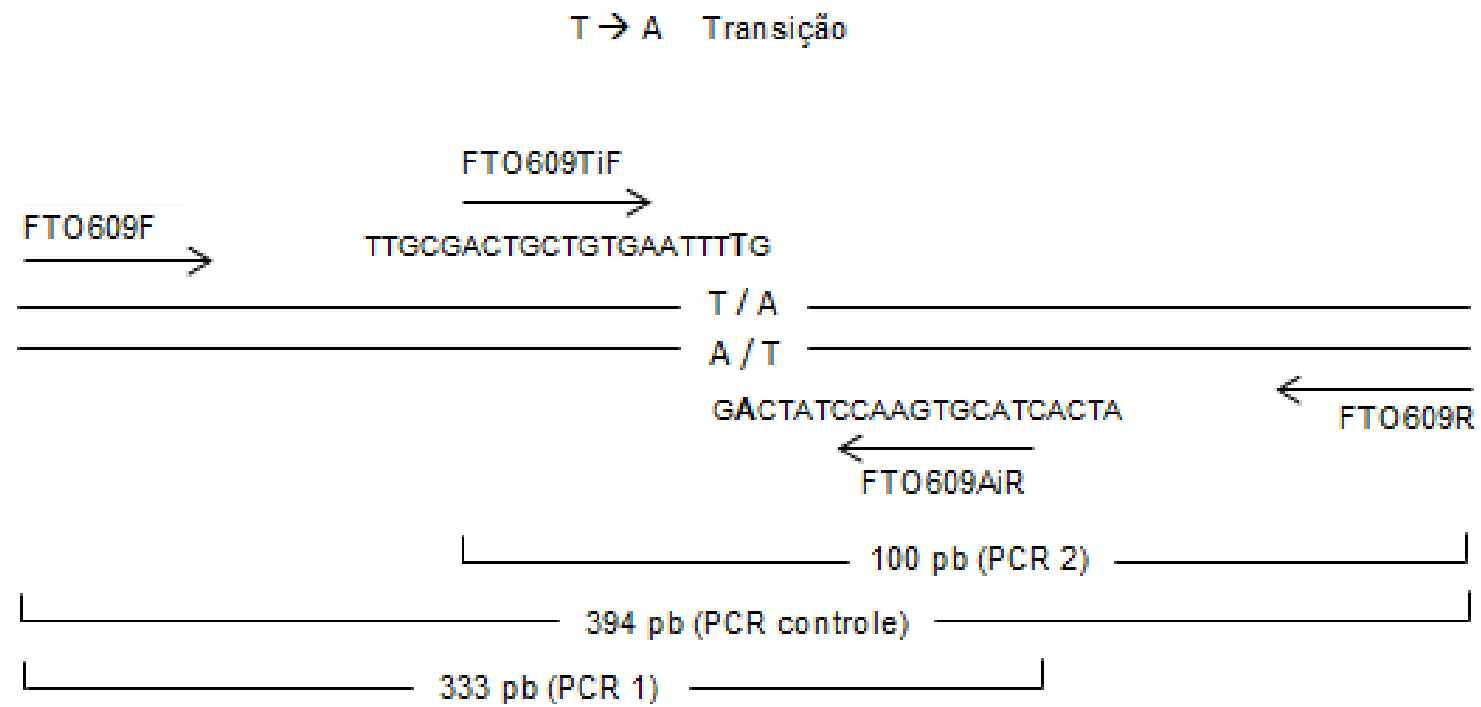 T → A Transição
FTO609TiF
FTO609F
TTGCGACTGCTGTGAATTTTG
T / A
A / T
GACTATCCAAGTGCATCACTA
FTO609R
FTO609AiR
100 pb (PCR 2)
394 pb (PCR controle)
333 pb (PCR 1)